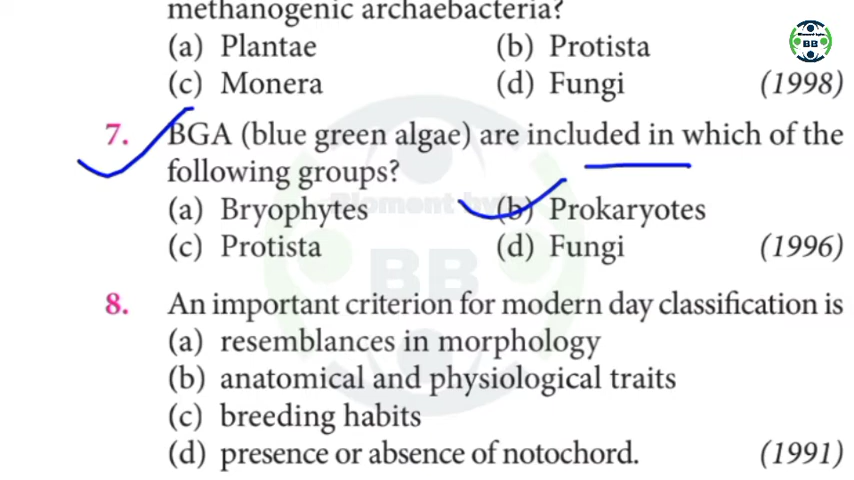 methanogenic archaebacteria?
(a) Plantae (b) Protista
(c) Monera (d) Fungi (1998)
7. BGA (blue green algae) are included in which of the
following groups?
(a) Bryophytes (b) Prokaryotes
(c) Protista (d) Fungi (1996)
8. An important criterion for modern day classification is
(a) resemblances in morphology
(b) anatomical and physiological traits
(c) breeding habits
(d) presence or absence of notochord. (1991)
BB
BB